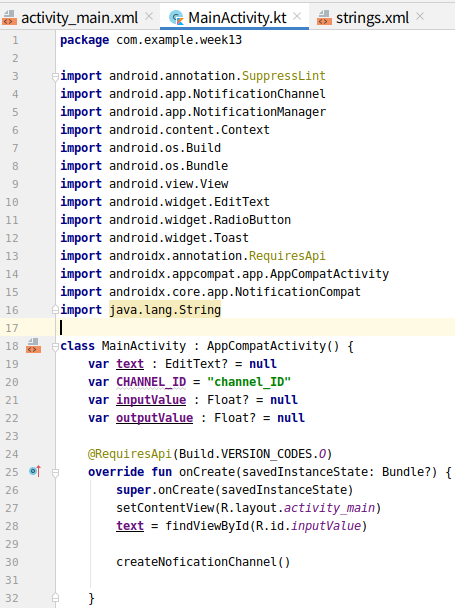 activity_main.xml × MainActivity.kt × strings.xml ×
1 package com.example.week13
2
3 import android.annotation.SuppressLint
4 import android.app.NotificationChannel
5 import android.app.NotificationManager
6 import android.content.Context
7 import android.os.Build
8 import android.os.Bundle
9 import android.view.View
10 import android.widget.EditText
11 import android.widget.RadioButton
12 import android.widget.Toast
13 import androidx.annotation.RequiresApi
14 import androidx.appcompat.app.AppCompatActivity
15 import androidx.core.app.NotificationCompat
16 import java.lang.String
17
18 class MainActivity : AppCompatActivity() {
19 var text : EditText? = null
20 var CHANNEL_ID = "channel_ID"
21 var inputValue : Float? = null
22 var outputValue : Float? = null
23
24 @RequiresApi(Build.VERSION_CODES.O)
25 override fun onCreate(savedInstanceState: Bundle?) {
26 super.onCreate(savedInstanceState)
27 setContentView(R.layout.activity_main)
28 text = findViewById(R.id.inputValue)
29
30 createNoficationChannel()
31
32 }